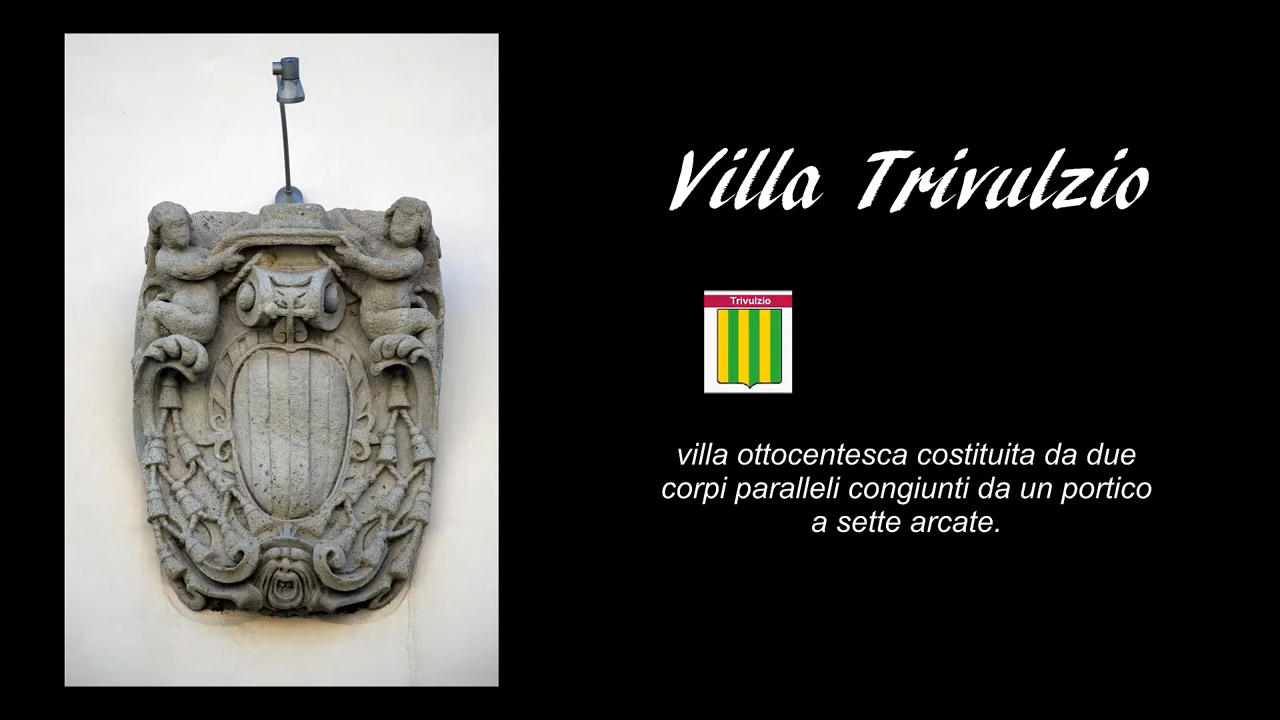 Villa Trivulzio
Trivulzio
villa ottocentesca costituita da due
corpi paralleli congiunti da un portico
a sette arcate.